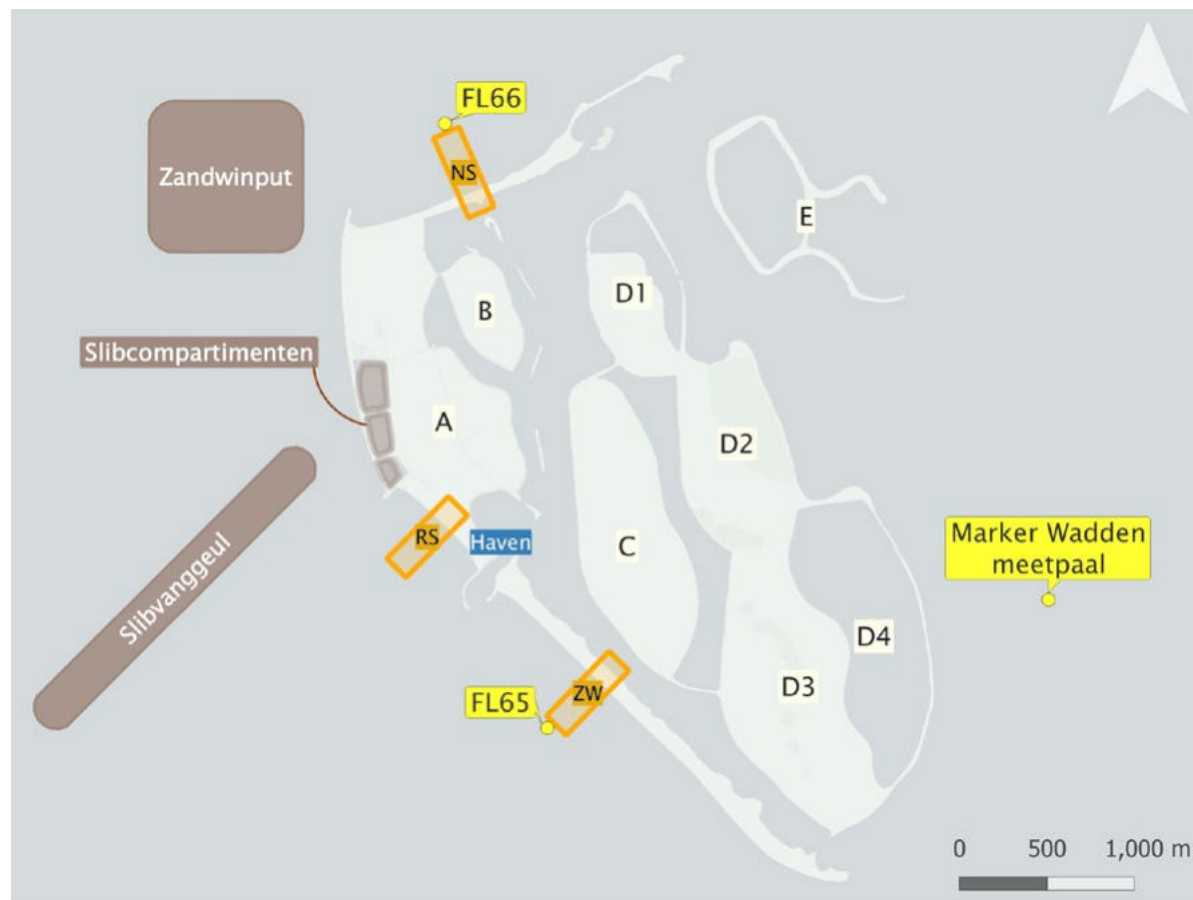 FL66
NS
Zandwinput
E
D1
B
Slibcompartimenten
A
D2
RS
Haven
C
Marker Wadden
meetpaal
Slibvanggeul
D4
D3
ZW
FL65
0 500 1,000 m